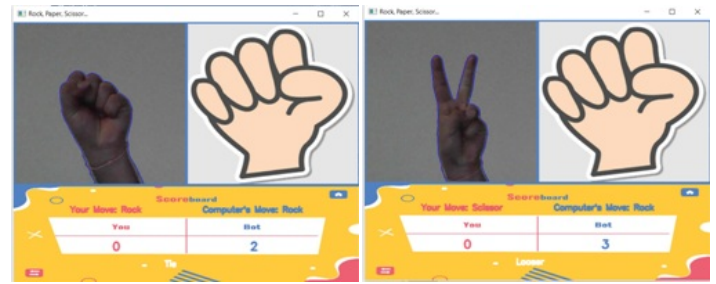 Rock, Paper, Scissor...
Scoreboard
Your Move: Rock
Computer's Move: Rock
You
Bot
0
2
Tie
Rock, Paper, Scissor...
Scoreboard
Your Move: Scissor
Computer's Move: Rock
You
Bot
0
3
Looser